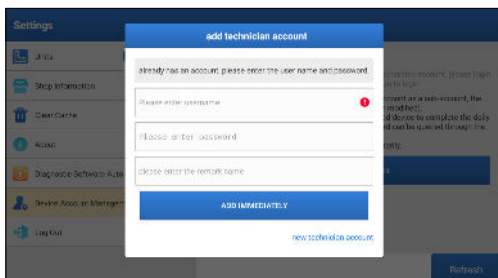 Settings
add technician account
Units
already has an account, please enter the user name and password.
Shop Information
Please enter username
Clear Cache
Please enter password
About
please enter the remark name
Diagnostic Software Auto
ADD IMMEDIATELY
Device Account Managem
new technician account
Log Out
Refresh